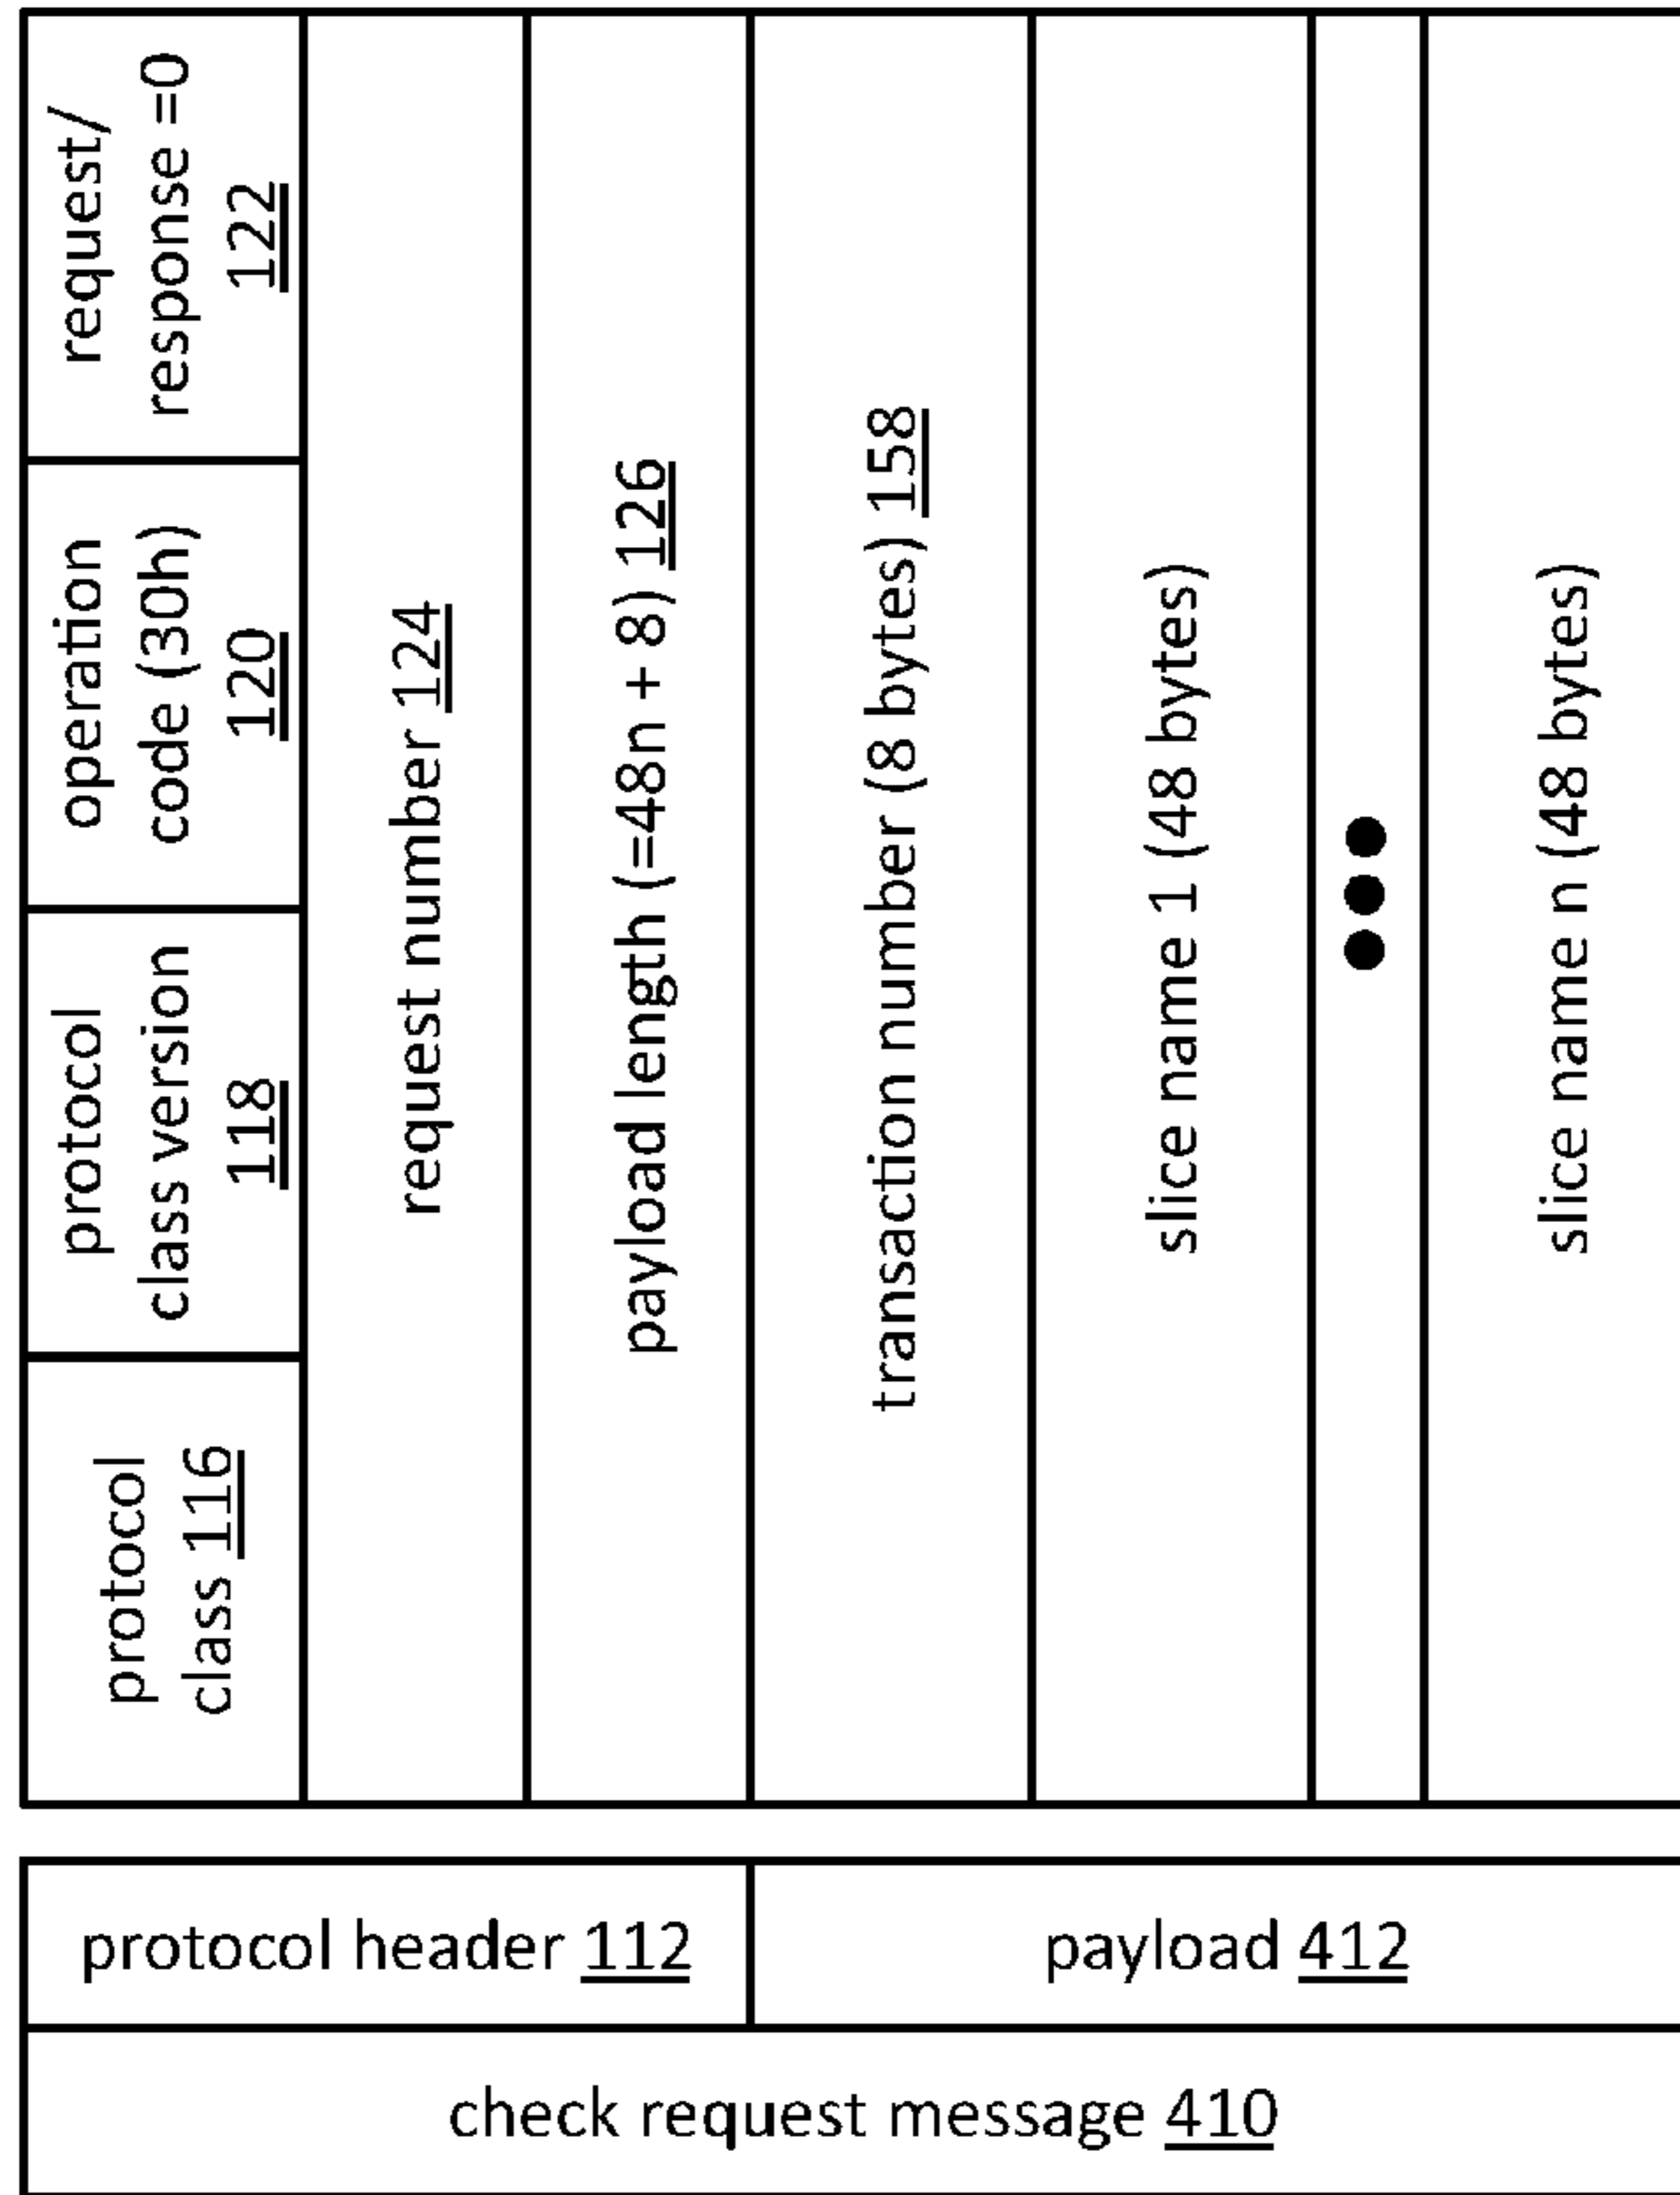 protocol
class 116
protocol
class version
118
operation
code (30h)
120
request/
response =0
122
request number 124
payload length (=48n + 8) 126
transaction number (8 bytes) 158
slice name 1 (48 bytes)
slice name n (48 bytes)
protocol header 112
payload 412
check request message 410